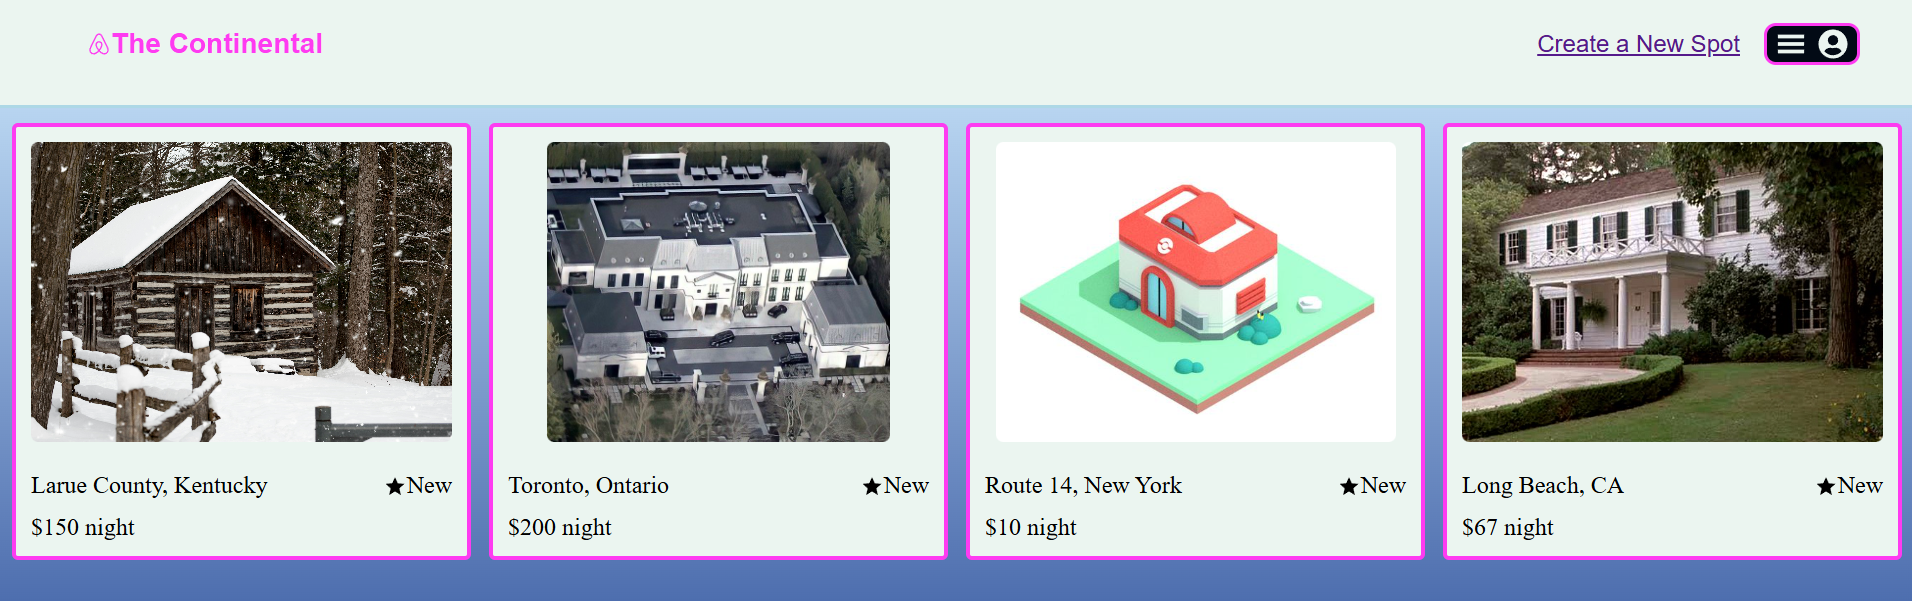 The Continental
Create a New Spot
Larue County, Kentucky
★New
$150 night
Toronto, Ontario
★New
$200 night
Route 14, New York
★New
$10 night
Long Beach, CA
★New
$67 night